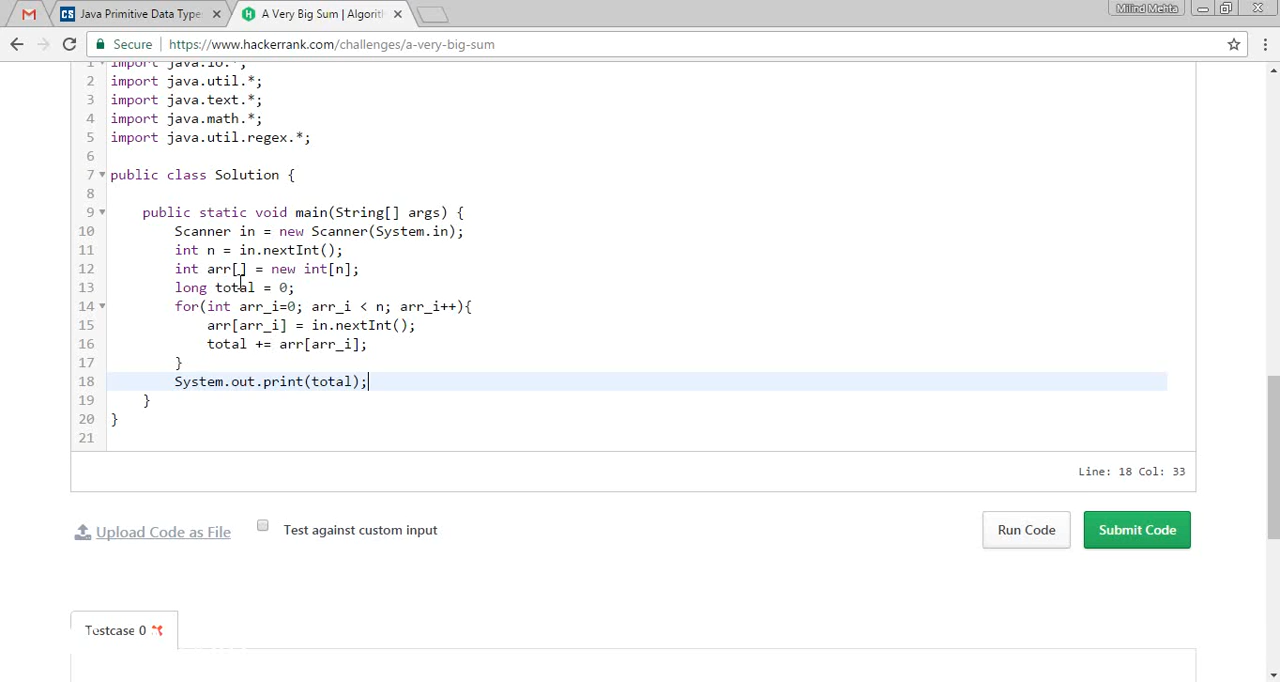 Java Primitive Data Type
A Very Big Sum | Algorith
Milind Mehta
Secure
https://www.hackerrank.com/challenges/a-very-big-sum
1 import java.io.*;
2 import java.util.*;
3 import java.text.*;
4 import java.math.*;
5 import java.util.regex.*;
6
7 public class Solution {
8
9 public static void main(String[] args) {
10 Scanner in = new Scanner(System.in);
11 int n = in.nextInt();
12 int arr[] = new int[n];
13 long total = 0;
14 for(int arr_i=0; arr_i < n; arr_i++){
15 arr[arr_i] = in.nextInt();
16 total += arr[arr_i];
17 }
18 System.out.print(total);
19 }
20 }
21
Line: 18 Col: 33
Upload Code as File
Test against custom input
Run Code
Submit Code
Testcase 0